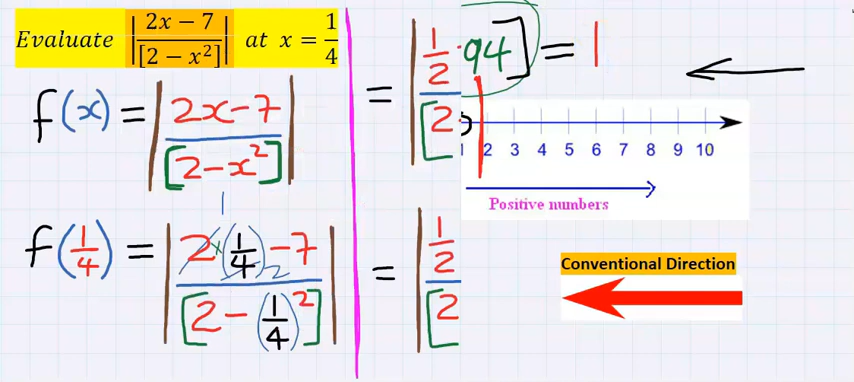 Evaluate |(2x − 7)/[2 − x²]| at x = 1/4
f(x) = |(2x − 7)/[2 − x²]|
1
f(1/4) = |(2 × (1/4) − 7)/[2 − (1/4)²]|
2
= |(1/2)/[2
94] = 1
1 2 3 4 5 6 7 8 9 10
Positive numbers
= |(1/2)/[2
Conventional Direction